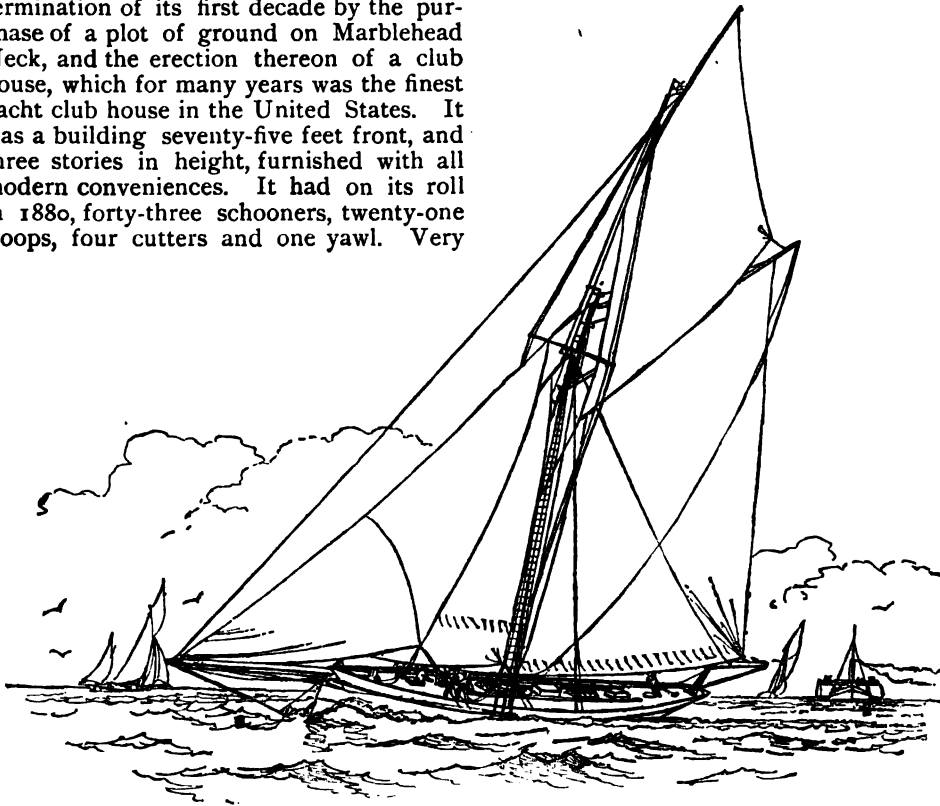 ermination of its first decade by the pur-
hase of a plot of ground on Marblehead
eck, and the erection thereon of a club
ouse, which for many years was the finest
acht club house in the United States. It
as a building seventy-five feet front, and
hree stories in height, furnished with all
odern conveniences. It had on its roll
1880, forty-three schooners, twenty-one
oops, four cutters and one yawl. Very